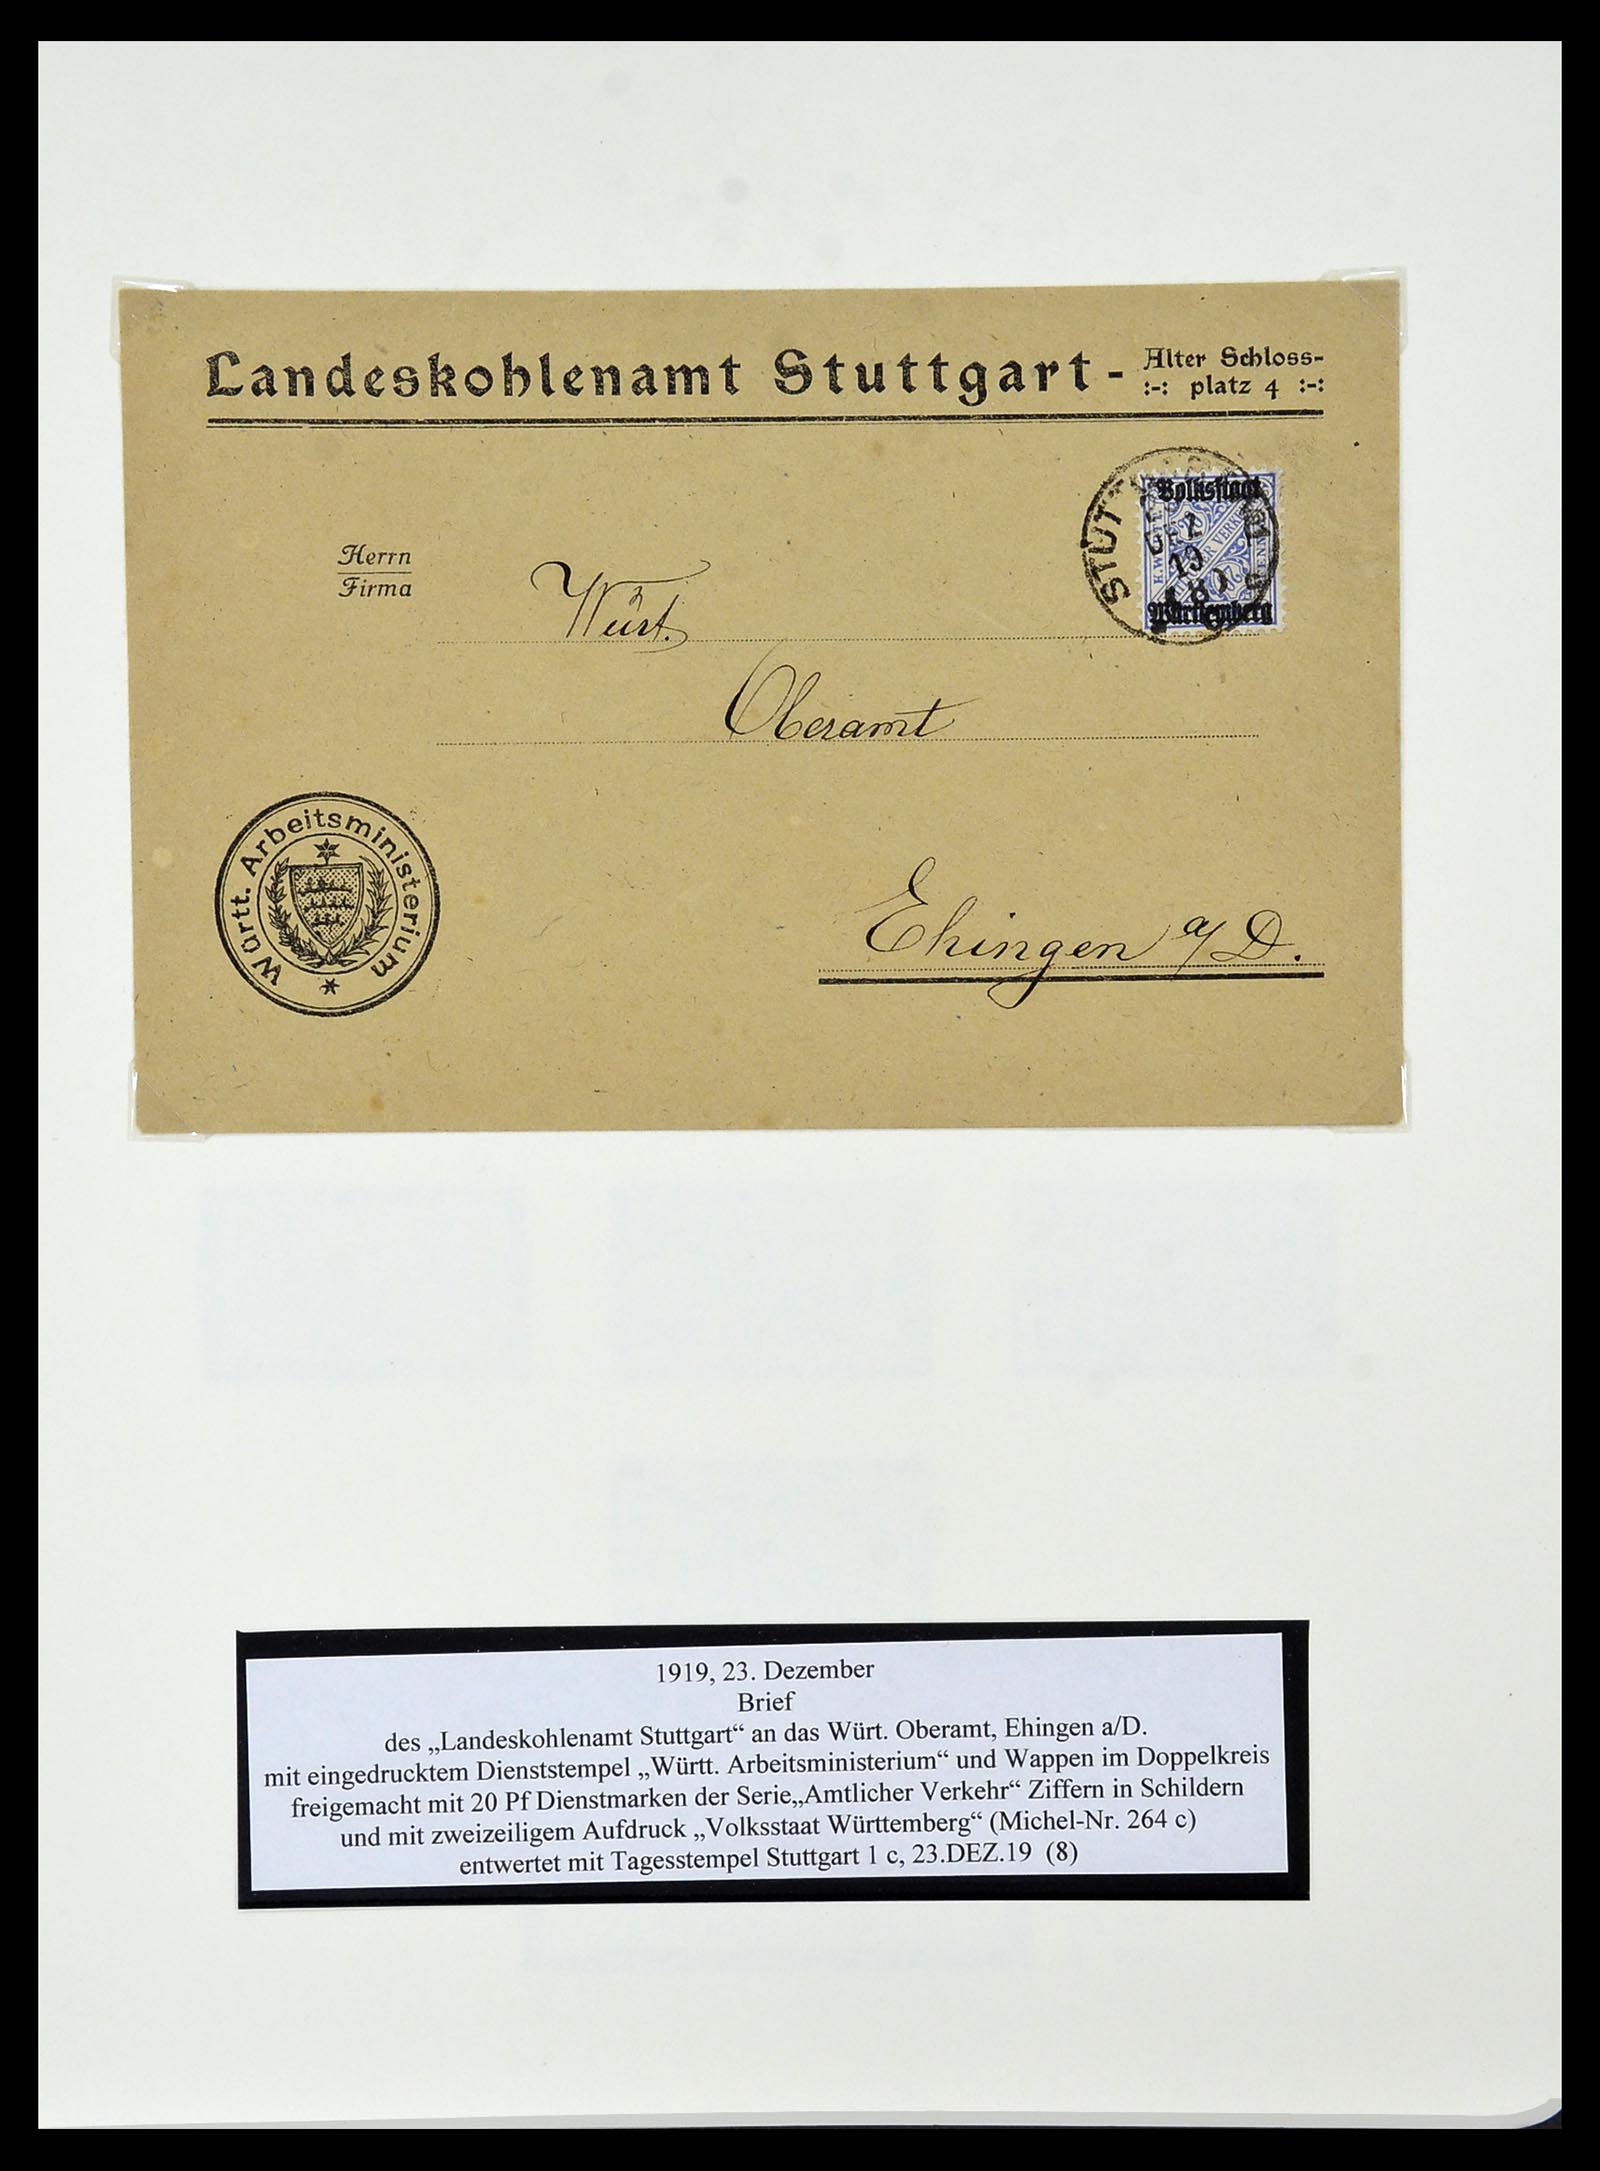 Landeskohlenamt Stuttgart - Alter Schloss-
:-: platz 4 :-:
Volksstaat
STUTT
DEZ
19
Württemberg
Herrn
Firma
Würt.
Oberamt
Württ. Arbeitsministerium
Ehingen a/D.
1919, 23. Dezember
Brief
des „Landeskohlenamt Stuttgart“ an das Würt. Oberamt, Ehingen a/D.
mit eingedrucktem Dienststempel „Württ. Arbeitsministerium“ und Wappen im Doppelkreis
freigemacht mit 20 Pf Dienstmarken der Serie„Amtlicher Verkehr“ Ziffern in Schildern
und mit zweizeiligem Aufdruck „Volksstaat Württemberg“ (Michel-Nr. 264 c)
entwertet mit Tagesstempel Stuttgart 1 c, 23.DEZ.19 (8)